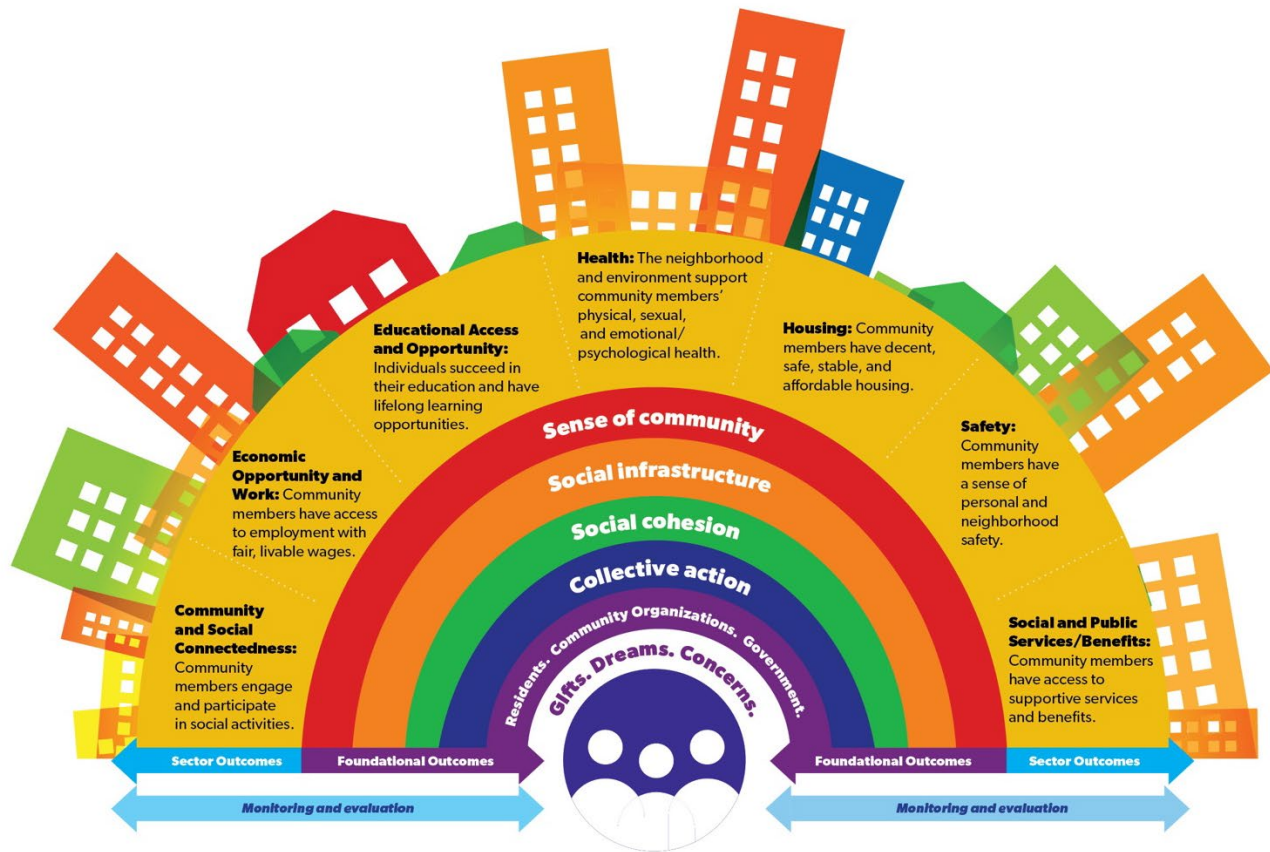 Health: The neighborhood
and environment support
community members’
physical, sexual,
and emotional/
psychological health.
Educational Access
and Opportunity:
Individuals succeed in
their education and have
lifelong learning
opportunities.
Housing: Community
members have decent,
safe, stable, and
affordable housing.
Economic
Opportunity and
Work: Community
members have access
to employment with
fair, livable wages.
Safety:
Community
members have
a sense of
personal and
neighborhood
safety.
Community
and Social
Connectedness:
Community
members engage
and participate
in social activities.
Social and Public
Services/Benefits:
Community members
have access to
supportive services
and benefits.
Sense of community
Social infrastructure
Social cohesion
Collective action
Residents. Community Organizations. Government.
Gifts. Dreams. Concerns.
Sector Outcomes
Foundational Outcomes
Foundational Outcomes
Sector Outcomes
Monitoring and evaluation
Monitoring and evaluation